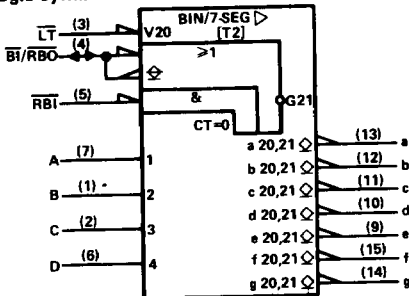 BIN/7-SEG ▷
[T2]
LT (3) V20
BI/RBO (4) ≥1
RBI (5) &
G21
CT=0
A (7) 1
B (1) 2
C (2) 3
D (6) 4
a 20,21 (13) a
b 20,21 (12) b
c 20,21 (11) c
d 20,21 (10) d
e 20,21 (9) e
f 20,21 (15) f
g 20,21 (14) g